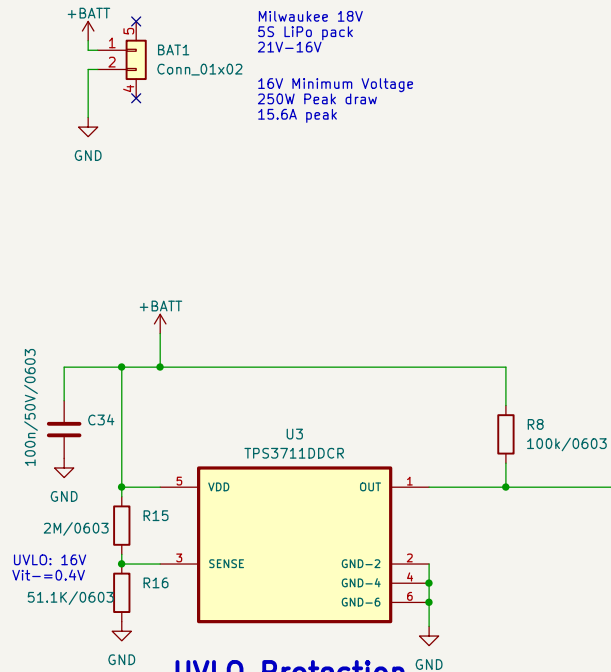 +BATT
5
1
2
4
BAT1
Conn_01x02
GND
Milwaukee 18V
5S LiPo pack
21V-16V
16V Minimum Voltage
250W Peak draw
15.6A peak
+BATT
100n/50V/0603
C34
GND
R8
100k/0603
U3
TPS3711DDCR
5
VDD
OUT
1
R15
2M/0603
3
SENSE
GND-2
2
GND-4
4
GND-6
6
UVLO: 16V
Vit-=0.4V
R16
51.1K/0603
GND
GND
UVLO Protection